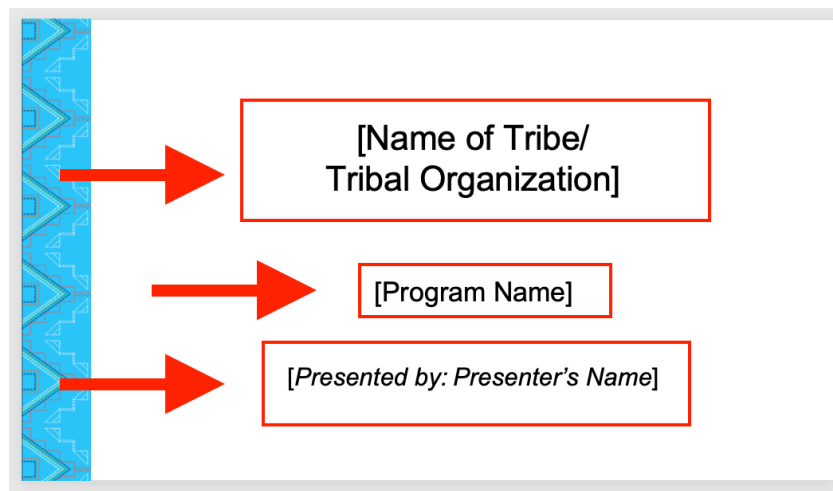 [Name of Tribe/
Tribal Organization]
[Program Name]
[Presented by: Presenter’s Name]